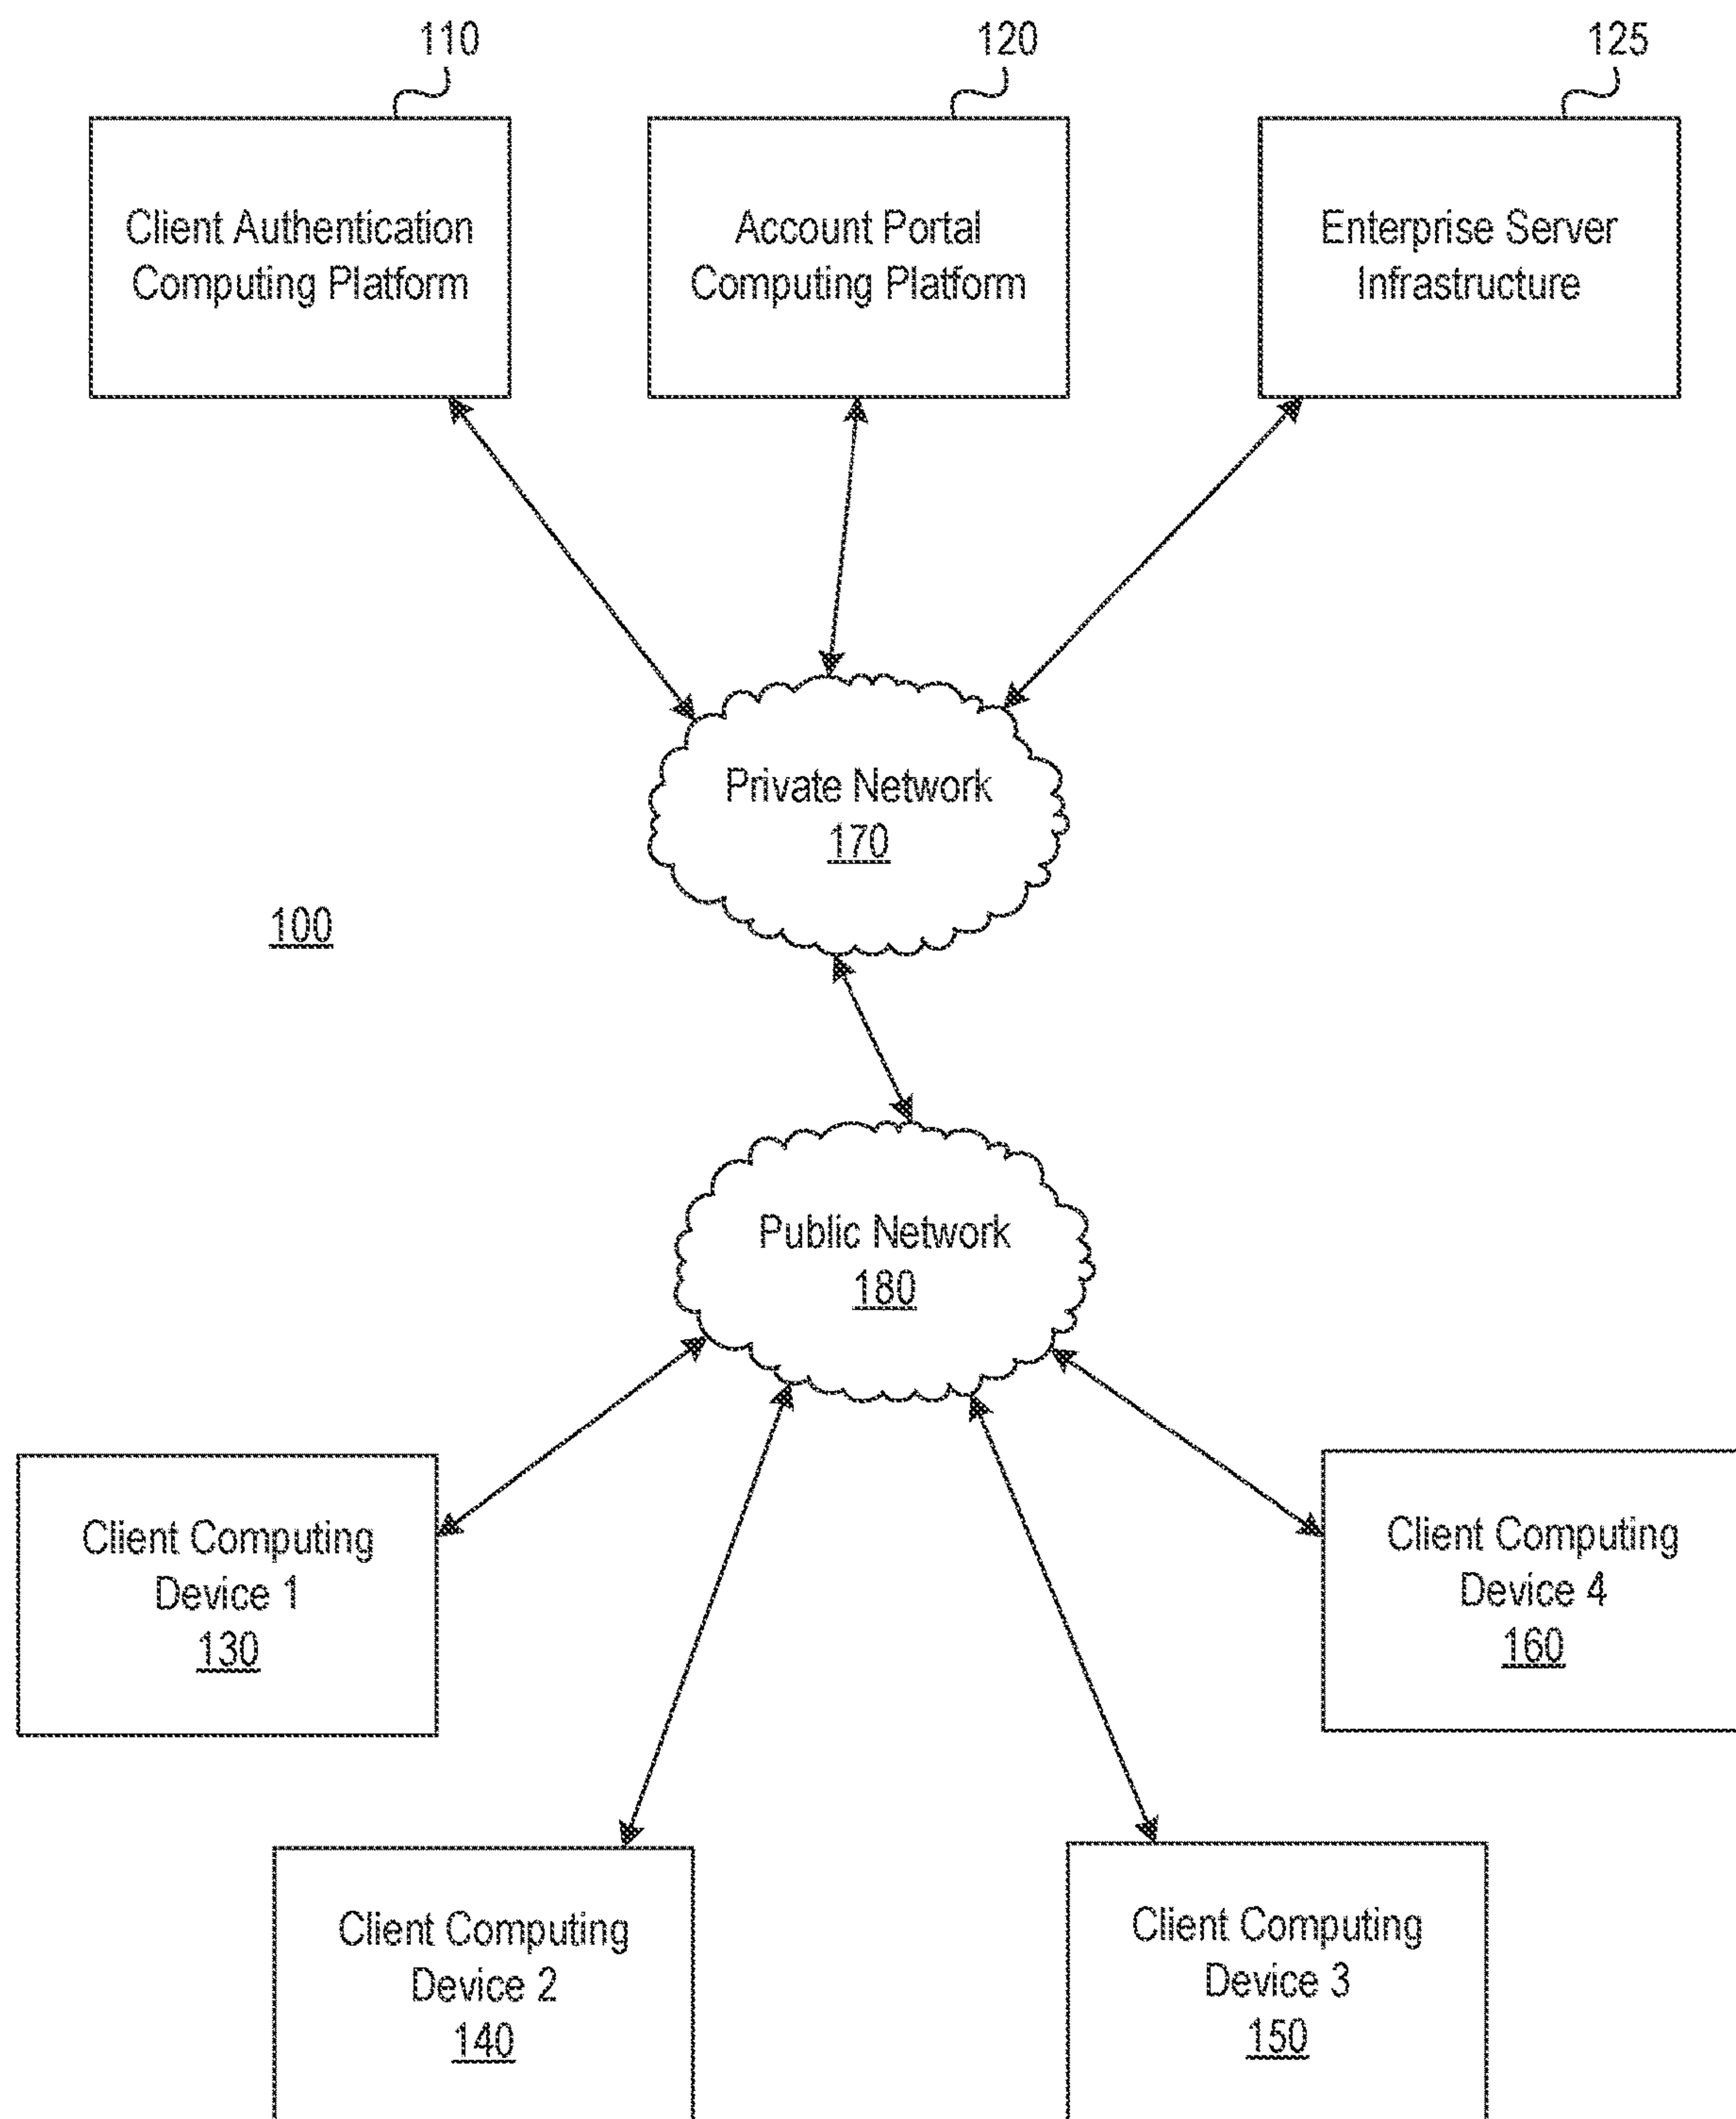 110
120
125
Client Authentication
Computing Platform
Account Portal
Computing Platform
Enterprise Server
Infrastructure
Private Network
170
100
Public Network
180
Client Computing
Device 1
130
Client Computing
Device 4
160
Client Computing
Device 2
140
Client Computing
Device 3
150